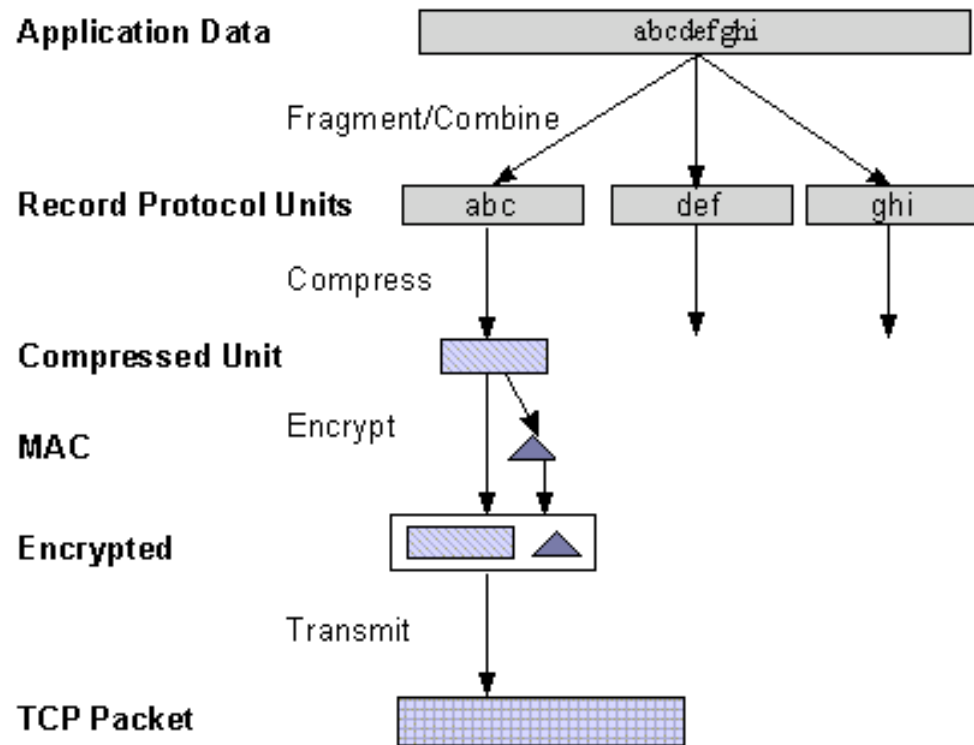 Application Data
abcdefghi
Fragment/Combine
Record Protocol Units
abc
def
ghi
Compress
Compressed Unit
Encrypt
MAC
Encrypted
Transmit
TCP Packet